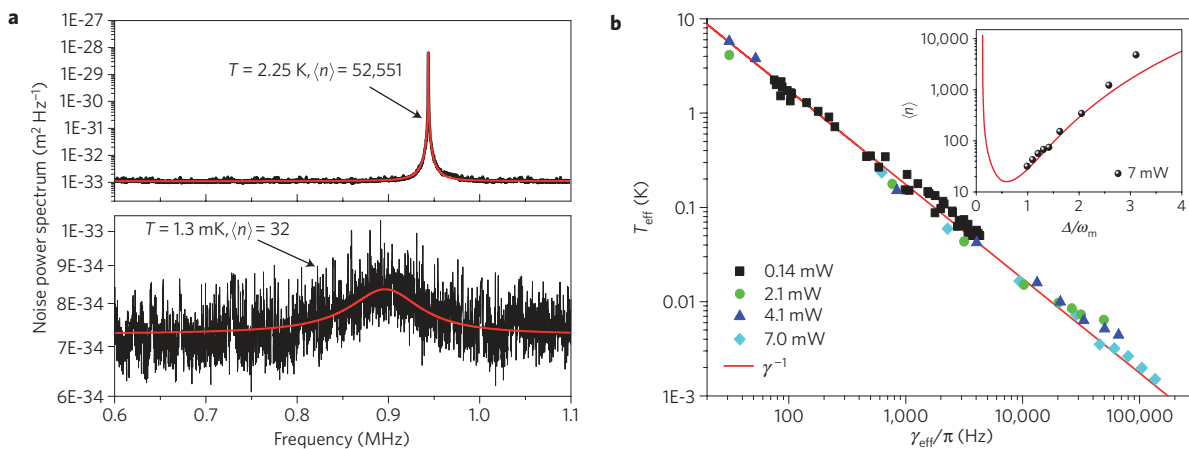 a
Noise power spectrum (m² Hz⁻¹)
1E-27
1E-28
1E-29
1E-30
1E-31
1E-32
1E-33
T = 2.25 K, ⟨n⟩ = 52,551
1E-33
9E-34
8E-34
7E-34
6E-34
T = 1.3 mK, ⟨n⟩ = 32
0.6 0.7 0.8 0.9 1.0 1.1
Frequency (MHz)
b
T_eff (K)
10
1
0.1
0.01
1E-3
0.14 mW
2.1 mW
4.1 mW
7.0 mW
γ⁻¹
100 1,000 10,000 100,000
γ_eff/π (Hz)
⟨n⟩
10,000
1,000
100
10
7 mW
0 1 2 3 4
Δ/ω_m